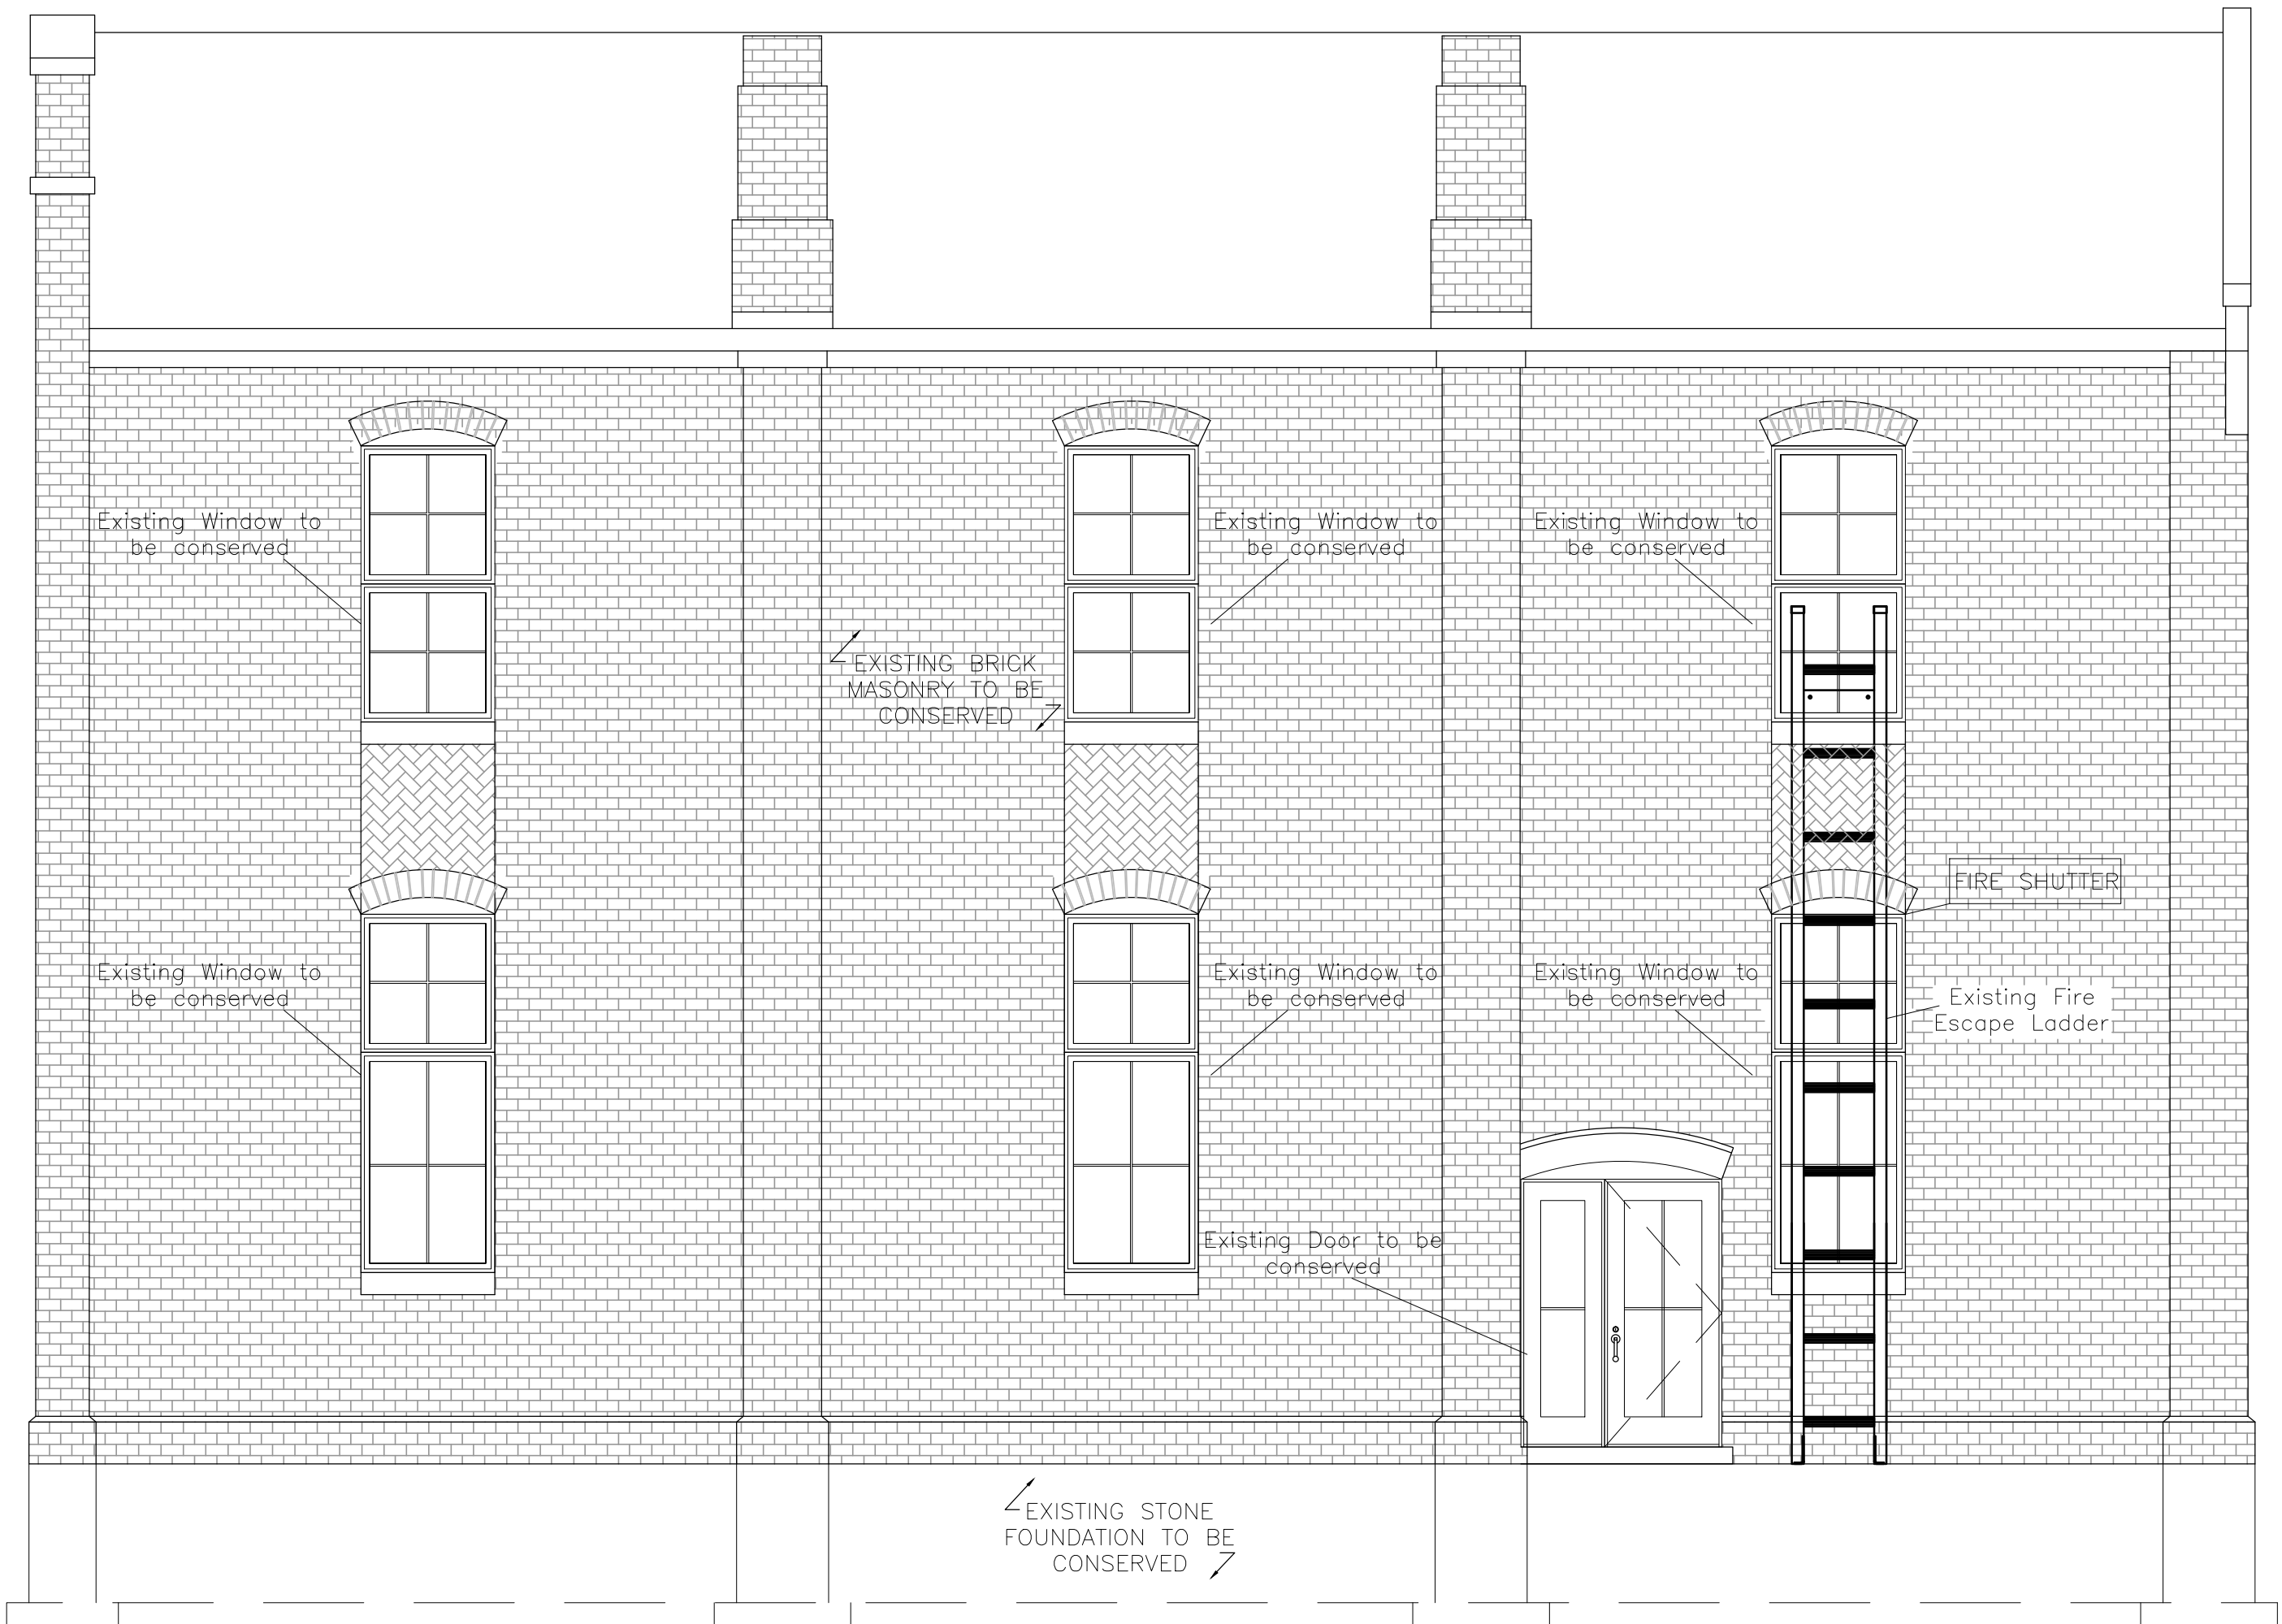 Existing Window to
be conserved
Existing Window to
be conserved
Existing Window to
be conserved
EXISTING BRICK
MASONRY TO BE
CONSERVED
FIRE SHUTTER
Existing Window to
be conserved
Existing Window to
be conserved
Existing Window to
be conserved
Existing Fire
Escape Ladder
Existing Door to be
conserved
EXISTING STONE
FOUNDATION TO BE
CONSERVED